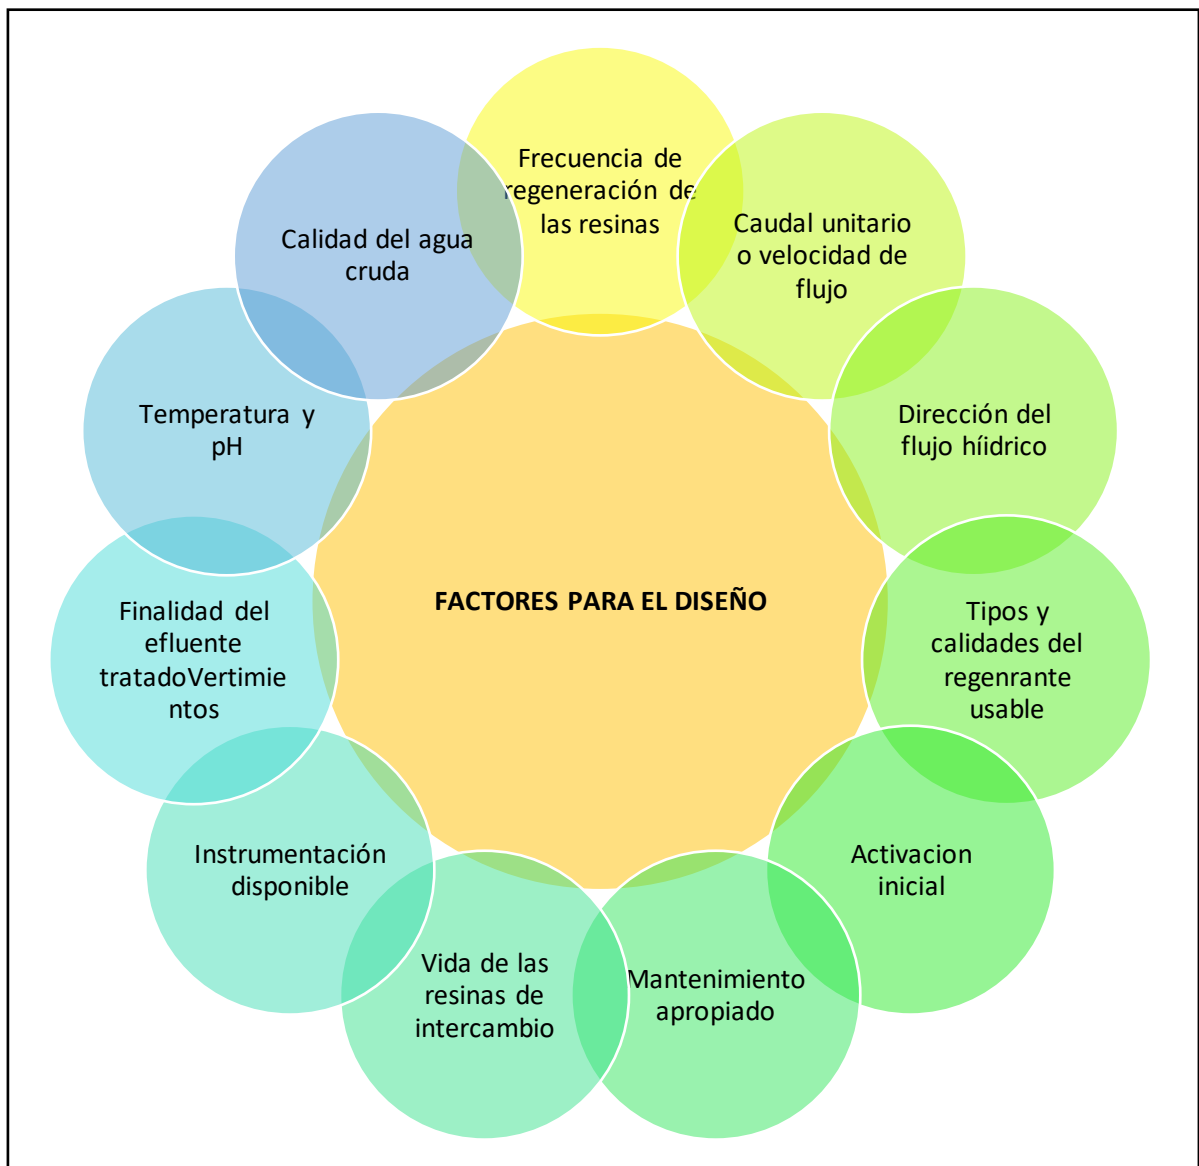 Frecuencia de
regeneración de
las resinas
Caudal unitario
o velocidad de
flujo
Dirección del
flujo híidrico
Tipos y
calidades del
regenrante
usable
Activacion
inicial
Mantenimiento
apropiado
Vida de las
resinas de
intercambio
Instrumentación
disponible
Finalidad del
efluente
tratadoVertimie
ntos
Temperatura y
pH
Calidad del agua
cruda
FACTORES PARA EL DISEÑO